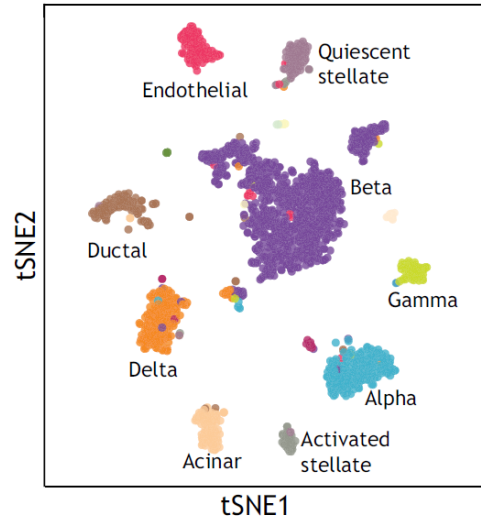 Quiescent
stellate
Endothelial
Beta
Ductal
Gamma
Delta
Alpha
Acinar
Activated
stellate
tSNE2
tSNE1